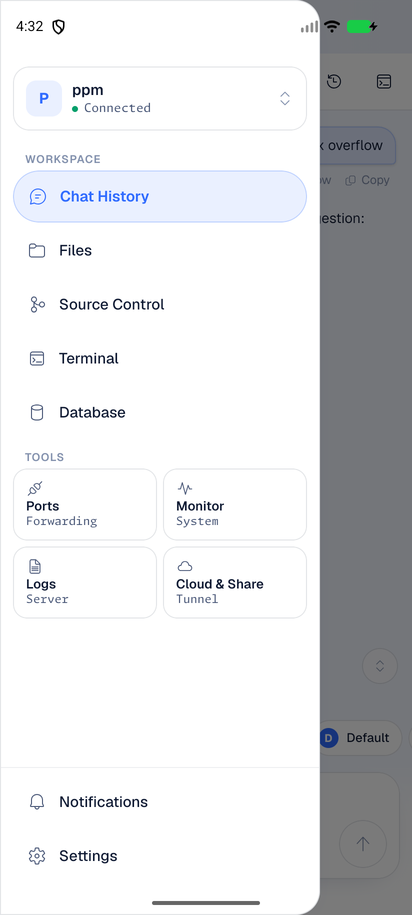 4:32
P
ppm
Connected
WORKSPACE
Chat History
Files
Source Control
Terminal
Database
TOOLS
Ports
Forwarding
Monitor
System
Logs
Server
Cloud & Share
Tunnel
Notifications
Settings
overflow
Copy
D
Default